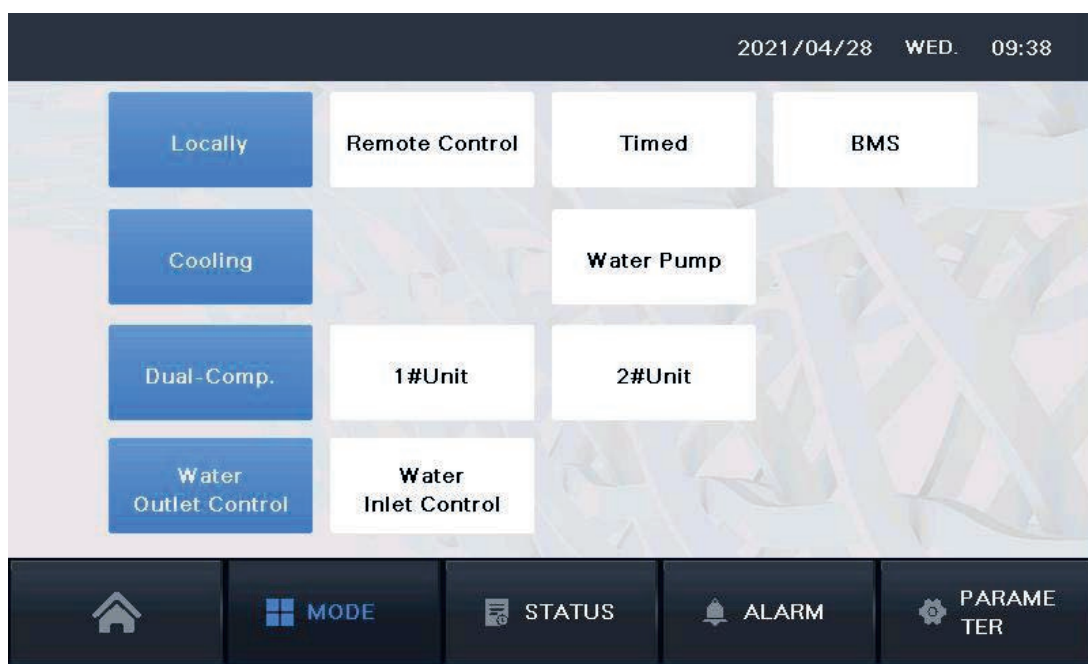 2021/04/28 WED. 09:38
Locally Remote Control Timed BMS
Cooling Water Pump
Dual-Comp. 1#Unit 2#Unit
Water
Outlet Control
Water
Inlet Control
MODE STATUS ALARM PARAME
TER